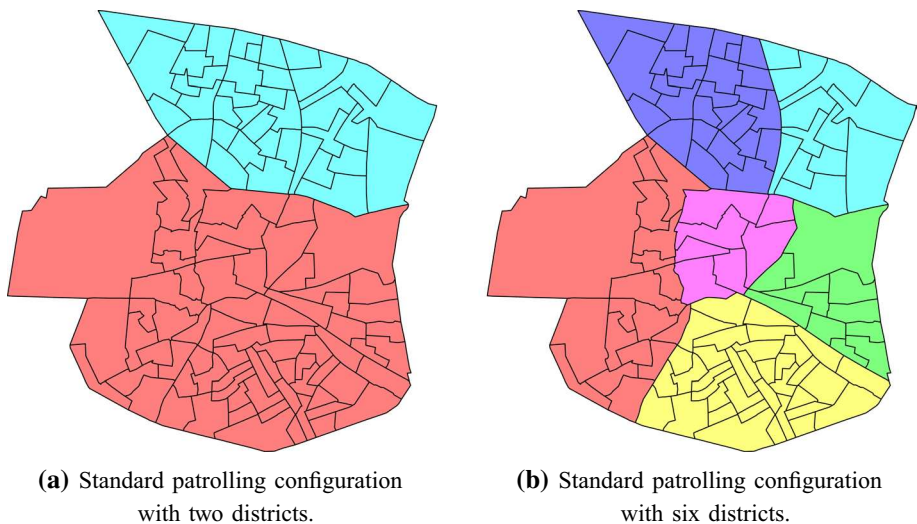 (a) Standard patrolling configuration
with two districts.
(b) Standard patrolling configuration
with six districts.